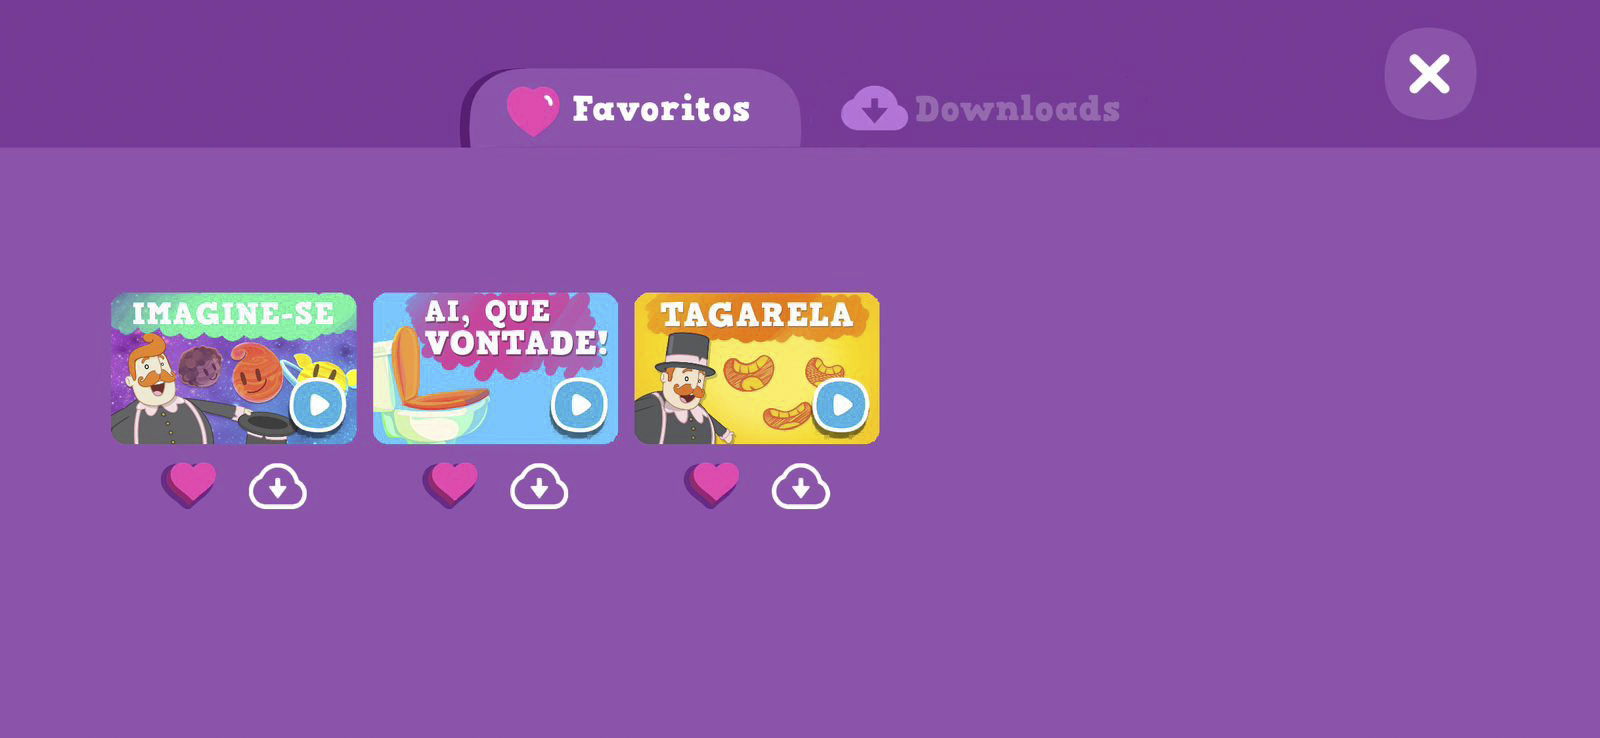 Favoritos
Downloads
IMAGINE-SE
AI, QUE
VONTADE!
TAGARELA